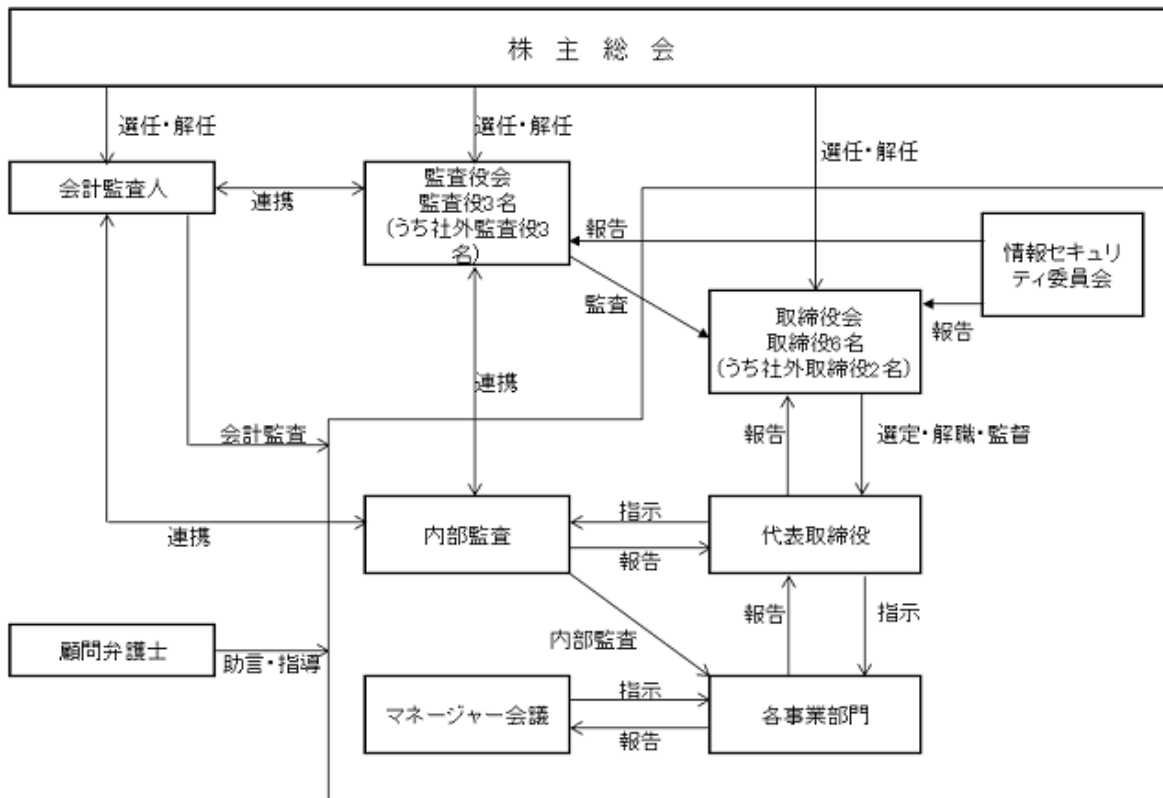 株 主 総 会
選任・解任
選任・解任
選任・解任
会計監査人
連携
監査役会
監査役3名
(うち社外監査役3
名)
報告
情報セキュリ
ティ委員会
監査
取締役会
取締役6名
(うち社外取締役2名)
報告
連携
会計監査
報告
選定・解職・監督
連携
内部監査
指示
報告
代表取締役
報告
指示
内部監査
顧問弁護士
助言・指導
マネージャー会議
指示
報告
各事業部門